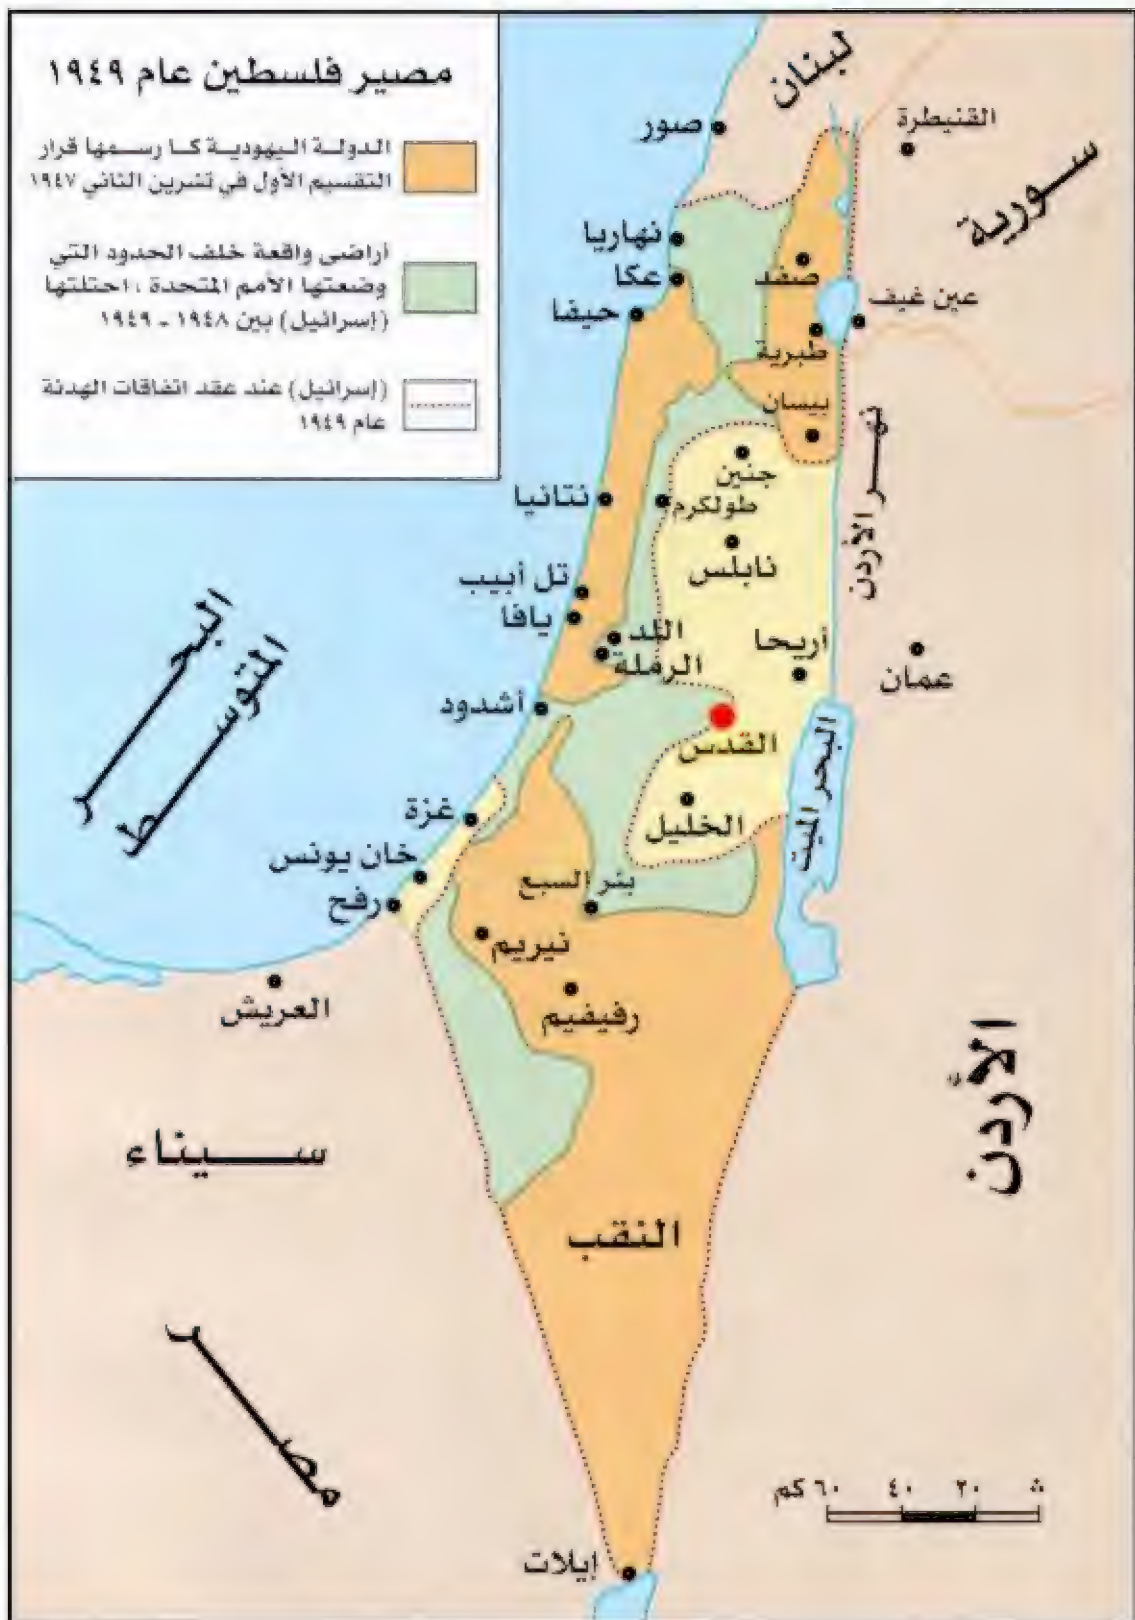 مصير فلسطين عام ١٩٤٩
الدولة اليهودية كما رسمها قرار
التقسيم الأول في تشرين الثاني ١٩٤٧
أراضى واقعة خلف الحدود التي
وضعتها الأمم المتحدة ، احتلتها
(إسرائيل) بين ١٩٤٨ - ١٩٤٩
(إسرائيل) عند عقد اتفاقات الهدنة
عام ١٩٤٩
لبنان
صور
القنيطرة
سورية
نهاريا
عكا
صفد
حيفا
عين غيف
طبرية
بيسان
نهر الأردن
جنين
نتانيا
طولكرم
نابلس
تل أبيب
يافا
اللد
الرملة
أريحا
عمان
البحر
المتوسط
أشدود
القدس
البحر الميت
غزة
الخليل
خان يونس
بئر السبع
رفح
نيريم
العريش
رفيفيم
الأردن
سيناء
النقب
مصر
٦٠ كم
٤٠
٢٠
إيلات